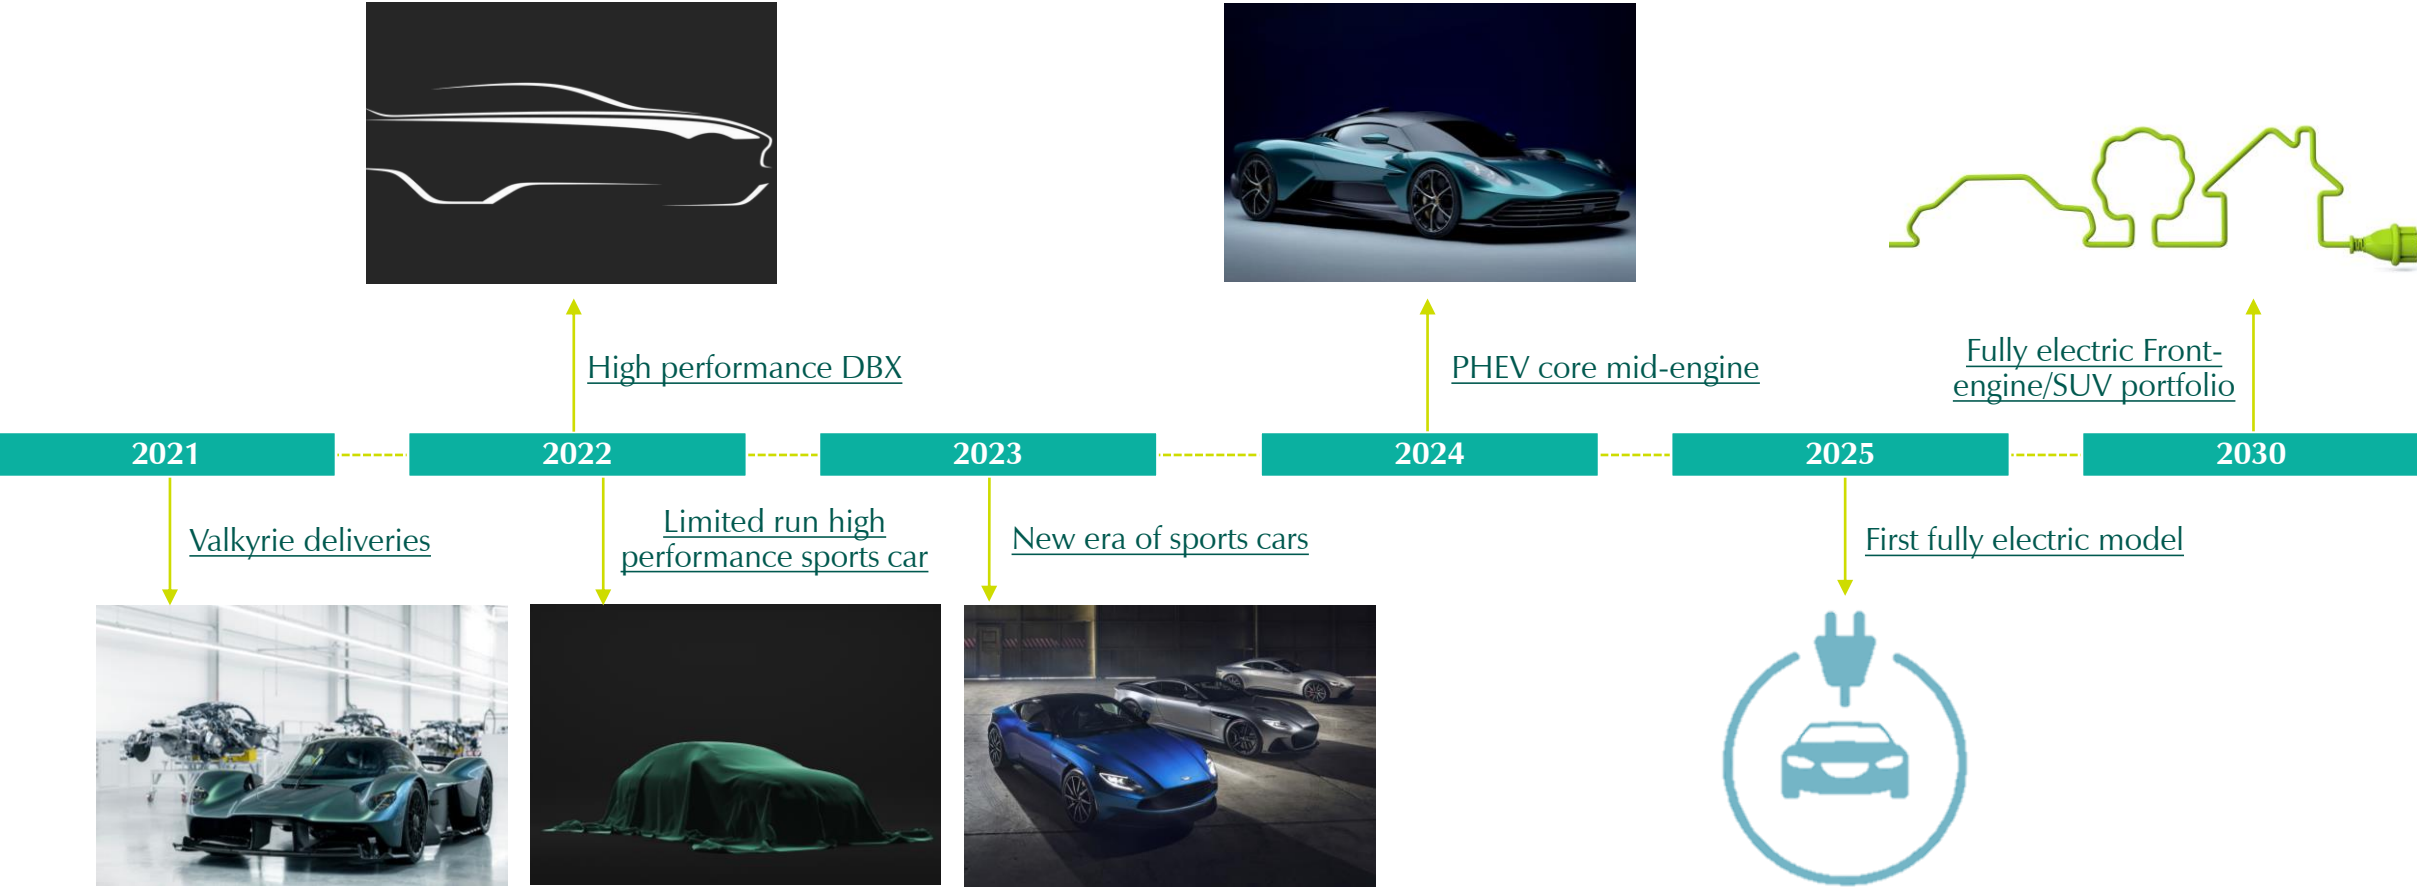 High performance DBX
PHEV core mid-engine
Fully electric Front-
engine/SUV portfolio
2021
2022
2023
2024
2025
2030
Valkyrie deliveries
Limited run high
performance sports car
New era of sports cars
First fully electric model